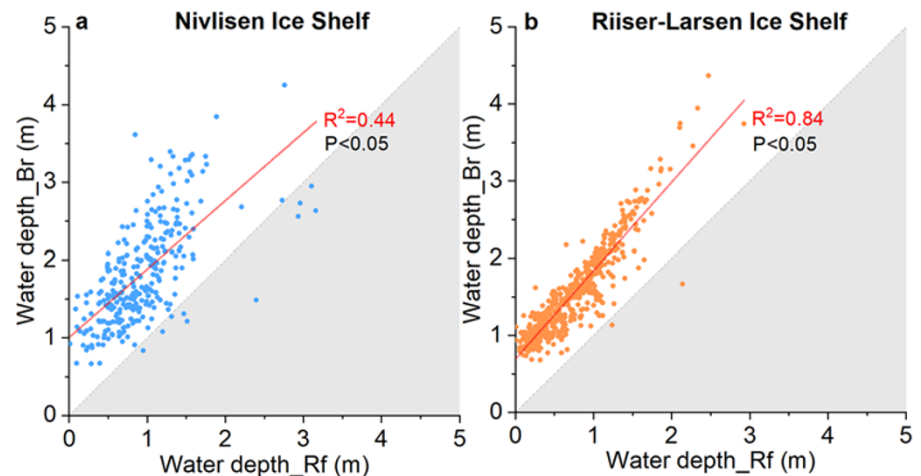 a Nivlisen Ice Shelf
5
4
3
2
1
0
Water depth_Br (m)
R²=0.44
P<0.05
0 1 2 3 4 5
Water depth_Rf (m)
b Riiser-Larsen Ice Shelf
5
4
3
2
1
0
Water depth_Br (m)
R²=0.84
P<0.05
0 1 2 3 4 5
Water depth_Rf (m)